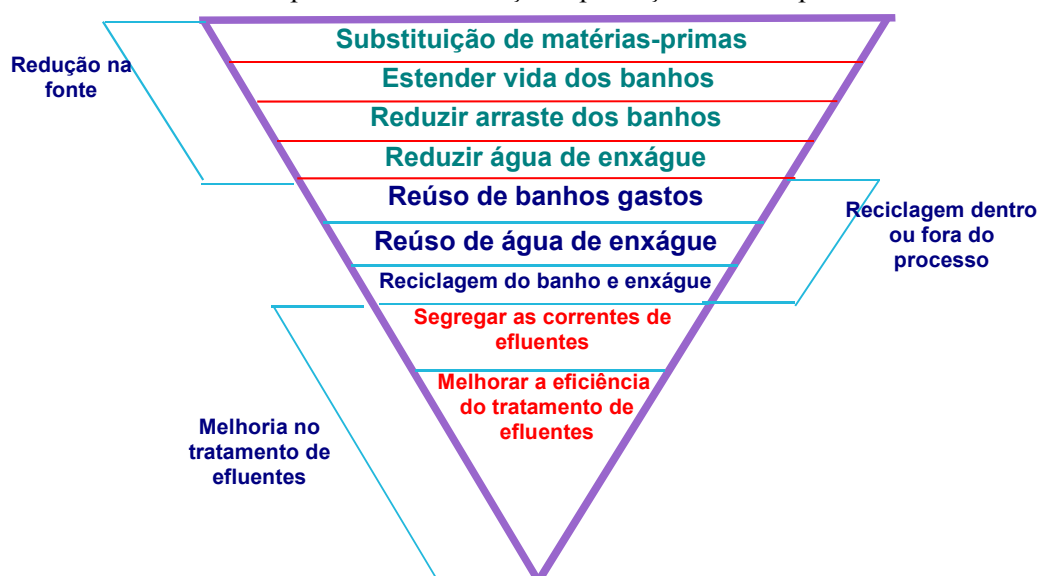 Substituição de matérias-primas
Redução na
fonte
Estender vida dos banhos
Reduzir arraste dos banhos
Reduzir água de enxágue
Reúso de banhos gastos
Reciclagem dentro
ou fora do
processo
Reúso de água de enxágue
Reciclagem do banho e enxágue
Segregar as correntes de
efluentes
Melhorar a eficiência
do tratamento de
efluentes
Melhoria no
tratamento de
efluentes